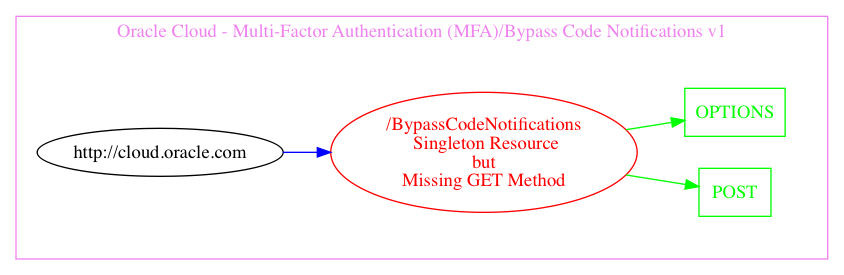 Oracle Cloud - Multi-Factor Authentication (MFA)/Bypass Code Notifications v1
http://cloud.oracle.com
/BypassCodeNotifications
Singleton Resource
but
Missing GET Method
OPTIONS
POST